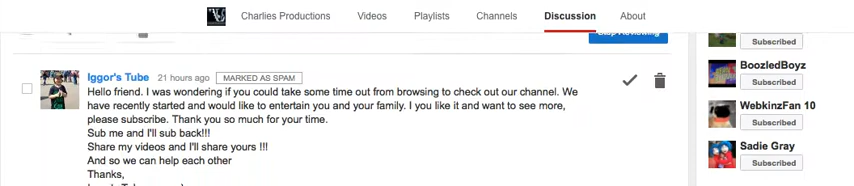 Charlies Productions Videos Playlists Channels Discussion About
Stop Reviewing
Subscribed
Iggor's Tube 21 hours ago MARKED AS SPAM
Hello friend. I was wondering if you could take some time out from browsing to check out our channel. We
have recently started and would like to entertain you and your family. I you like it and want to see more,
please subscribe. Thank you so much for your time.
Sub me and I'll sub back!!!
Share my videos and I'll share yours !!!
And so we can help each other
Thanks,
BoozledBoyz
Subscribed
WebkinzFan 10
Subscribed
Sadie Gray
Subscribed